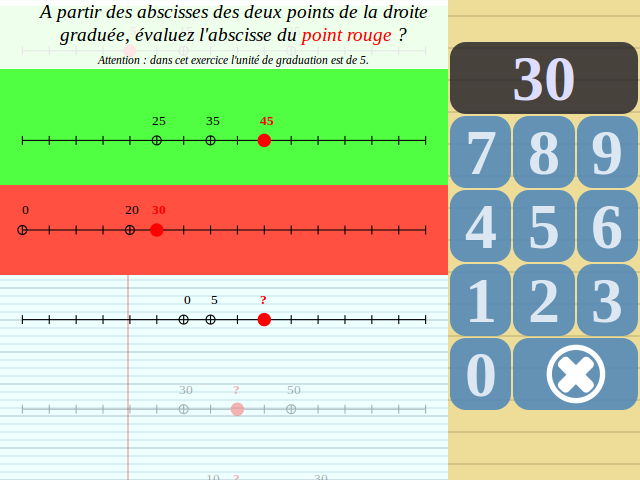 A partir des abscisses des deux points de la droite
graduée, évaluez l'abscisse du point rouge ?
Attention : dans cet exercice l'unité de graduation est de 5.
25 35 45
0 20 30
0 5 ?
30 ? 50
10 ? 30
30
7 8 9
4 5 6
1 2 3
0